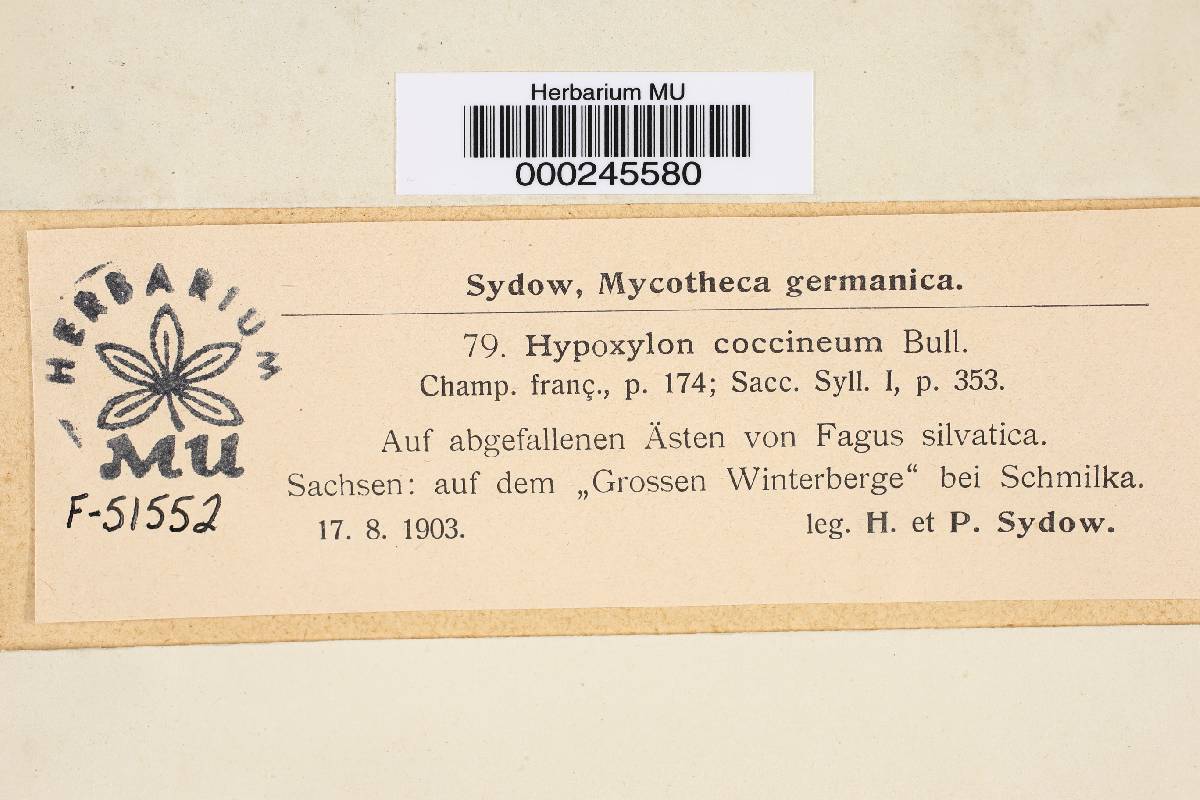 Herbarium MU
000245580
HERBARIUM
MU
F-51552
Sydow, Mycotheca germanica.
79. Hypoxylon coccineum Bull.
Champ. franç., p. 174; Sacc. Syll. I, p. 353.
Auf abgefallenen Ästen von Fagus silvatica.
Sachsen: auf dem „Grossen Winterberge“ bei Schmilka.
17. 8. 1903. leg. H. et P. Sydow.